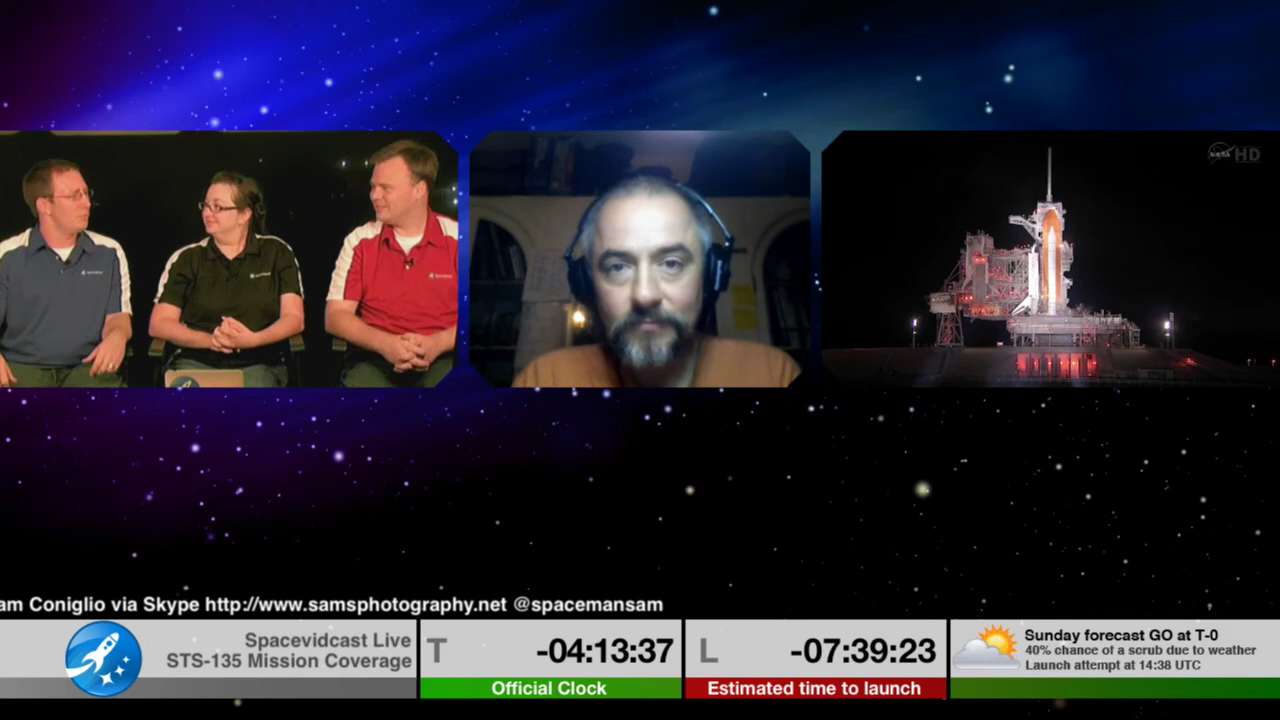 NASA HD
am Coniglio via Skype http://www.samsphotography.net @spacemansam
Spacevidcast Live
STS-135 Mission Coverage
T -04:13:37
Official Clock
L -07:39:23
Estimated time to launch
Sunday forecast GO at T-0
40% chance of a scrub due to weather
Launch attempt at 14:38 UTC